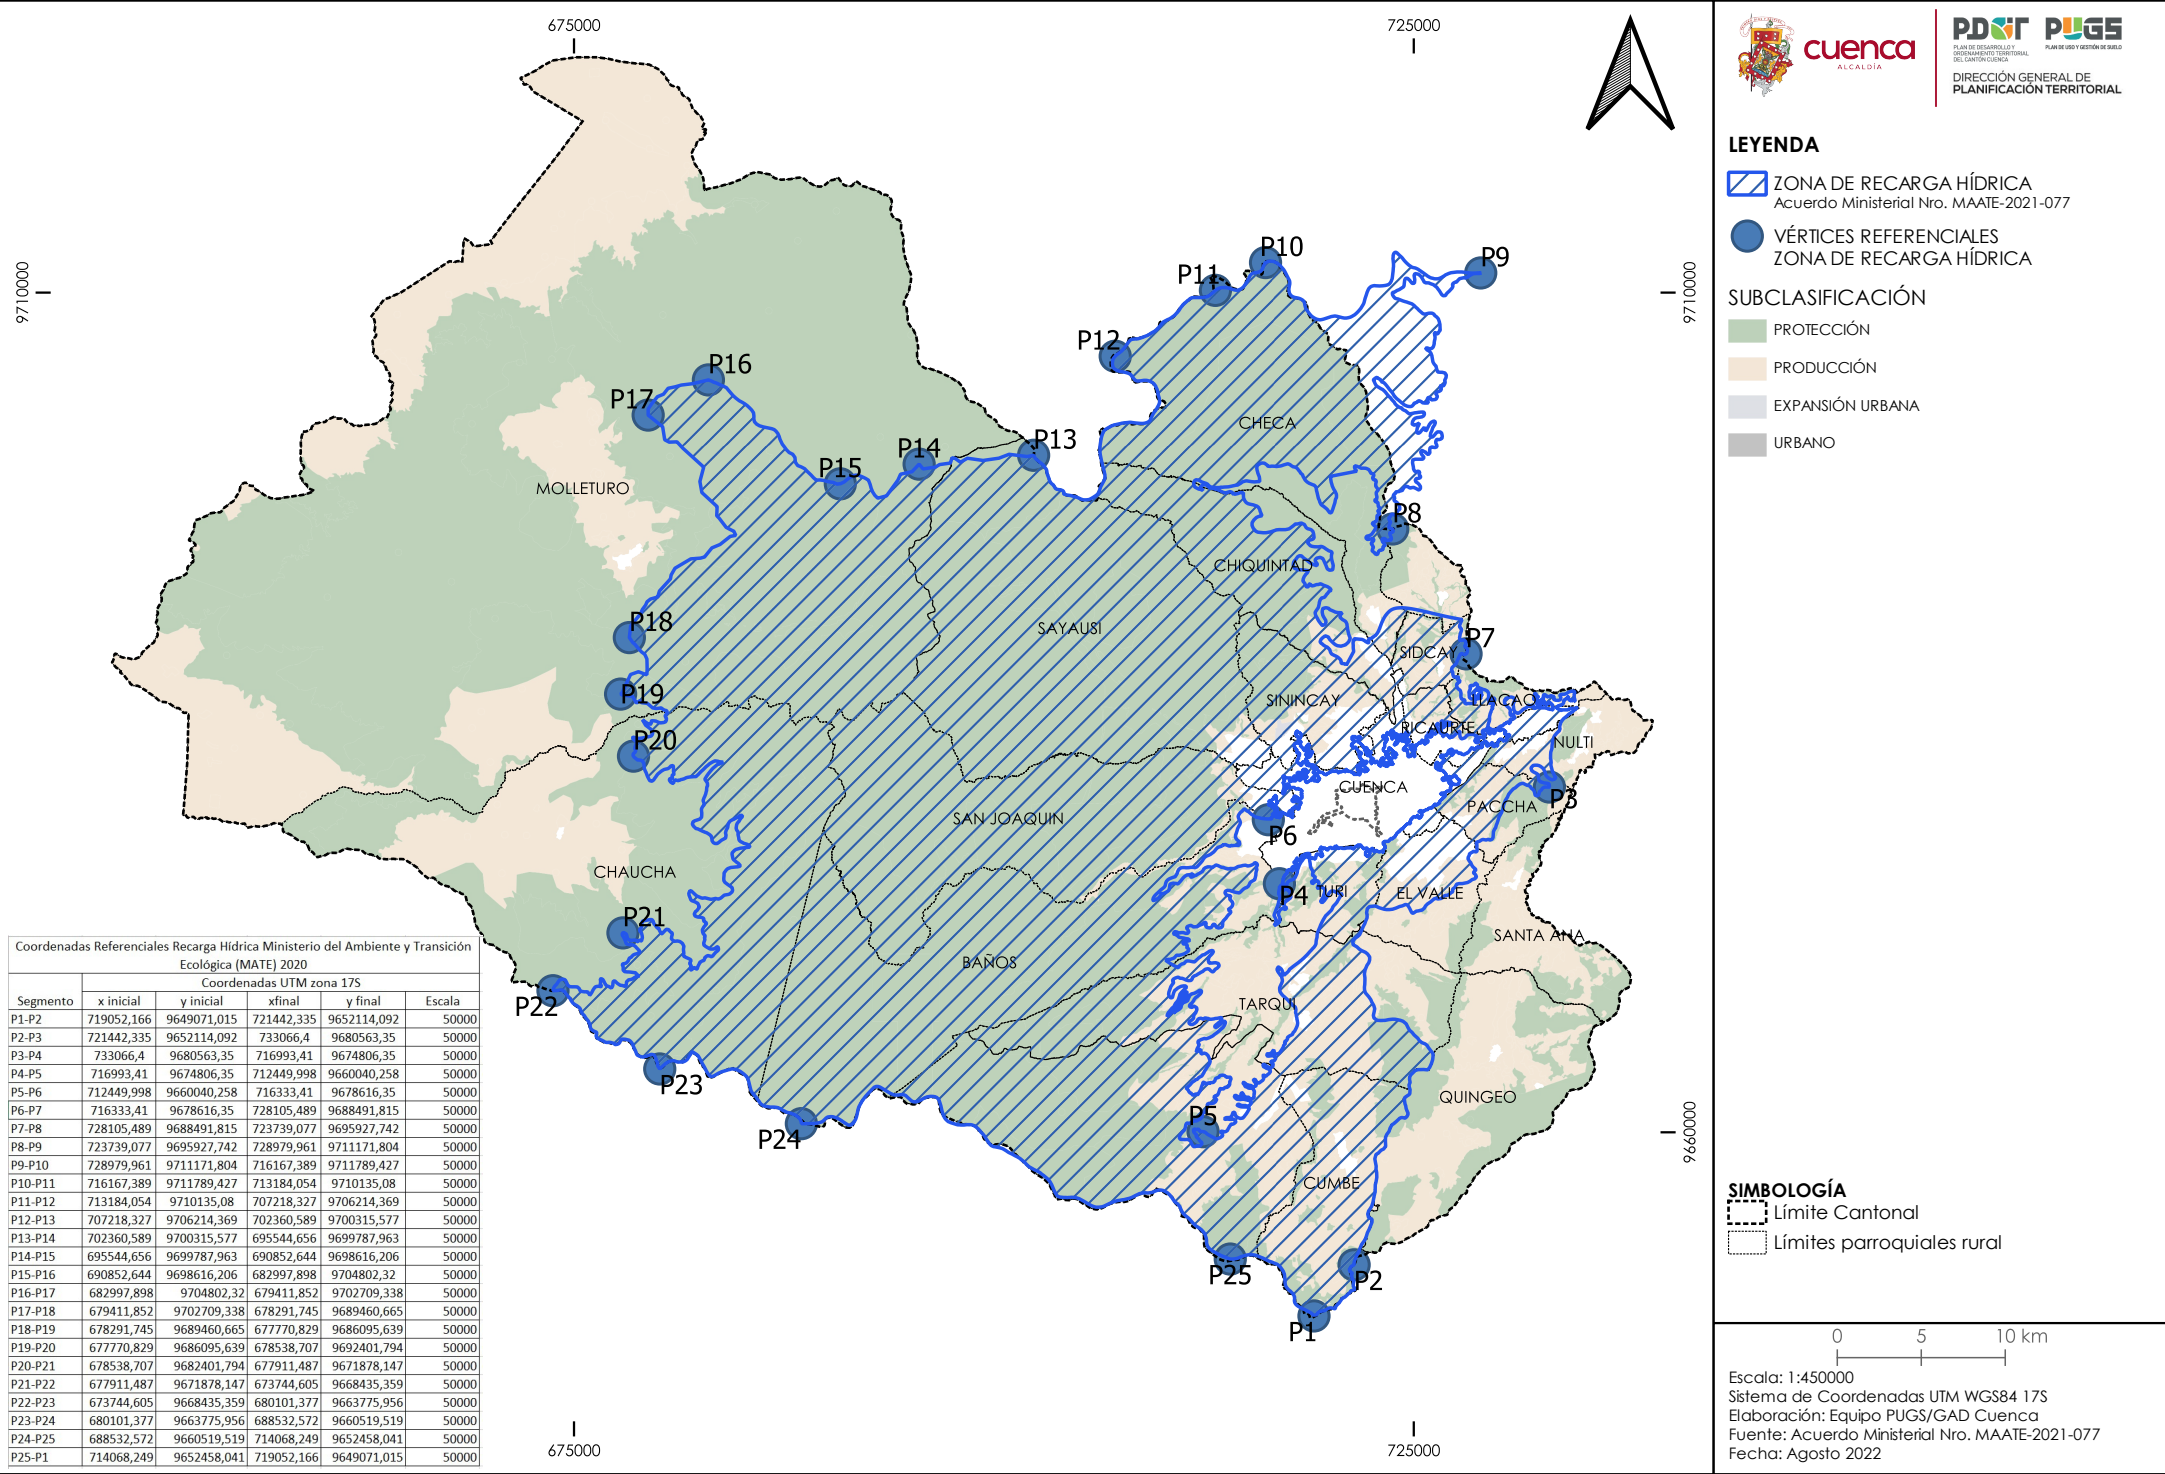 675000
725000
9710000
9710000
9660000
675000
725000
P10
P9
P11
P12
P16
P17
CHECA
P13
P14
P15
MOLLETURO
P8
CHIQUINTAD
P18
SAYAUSI
P7
SIDCAY
P19
SININCAY
LLACAO
RICAURTE
P20
NULTI
CUENCA
P3
PACCHA
SAN JOAQUIN
P6
CHAUCHA
P4
TURI
EL VALLE
P21
SANTA ANA
BAÑOS
P22
TARQUI
P23
QUINGEO
P5
P24
CUMBE
P25
P2
P1
Coordenadas Referenciales Recarga Hídrica Ministerio del Ambiente y Transición
Ecológica (MATE) 2020
Coordenadas UTM zona 17S
Segmento x inicial y inicial xfinal y final Escala
P1-P2 719052,166 9649071,015 721442,335 9652114,092 50000
P2-P3 721442,335 9652114,092 733066,4 9680563,35 50000
P3-P4 733066,4 9680563,35 716993,41 9674806,35 50000
P4-P5 716993,41 9674806,35 712449,998 9660040,258 50000
P5-P6 712449,998 9660040,258 716333,41 9678616,35 50000
P6-P7 716333,41 9678616,35 728105,489 9688491,815 50000
P7-P8 728105,489 9688491,815 723739,077 9695927,742 50000
P8-P9 723739,077 9695927,742 728979,961 9711171,804 50000
P9-P10 728979,961 9711171,804 716167,389 9711789,427 50000
P10-P11 716167,389 9711789,427 713184,054 9710135,08 50000
P11-P12 713184,054 9710135,08 707218,327 9706214,369 50000
P12-P13 707218,327 9706214,369 702360,589 9700315,577 50000
P13-P14 702360,589 9700315,577 695544,656 9699787,963 50000
P14-P15 695544,656 9699787,963 690852,644 9698616,206 50000
P15-P16 690852,644 9698616,206 682997,898 9704802,32 50000
P16-P17 682997,898 9704802,32 679411,852 9702709,338 50000
P17-P18 679411,852 9702709,338 678291,745 9689460,665 50000
P18-P19 678291,745 9689460,665 677770,829 9686095,639 50000
P19-P20 677770,829 9686095,639 678538,707 9692401,794 50000
P20-P21 678538,707 9682401,794 677911,487 9671878,147 50000
P21-P22 677911,487 9671878,147 673744,605 9668435,359 50000
P22-P23 673744,605 9668435,359 680101,377 9663775,956 50000
P23-P24 680101,377 9663775,956 688532,572 9660519,519 50000
P24-P25 688532,572 9660519,519 714068,249 9652458,041 50000
P25-P1 714068,249 9652458,041 719052,166 9649071,015 50000
cuenca
ALCALDÍA
PDOT
PLAN DE DESARROLLO Y
ORDENAMIENTO TERRITORIAL
DEL CANTÓN CUENCA
PUGS
PLAN DE USO Y GESTIÓN DE SUELO
DIRECCIÓN GENERAL DE
PLANIFICACIÓN TERRITORIAL
LEYENDA
ZONA DE RECARGA HÍDRICA
Acuerdo Ministerial Nro. MAATE-2021-077
VÉRTICES REFERENCIALES
ZONA DE RECARGA HÍDRICA
SUBCLASIFICACIÓN
PROTECCIÓN
PRODUCCIÓN
EXPANSIÓN URBANA
URBANO
SIMBOLOGÍA
Límite Cantonal
Límites parroquiales rural
0 5 10 km
Escala: 1:450000
Sistema de Coordenadas UTM WGS84 17S
Elaboración: Equipo PUGS/GAD Cuenca
Fuente: Acuerdo Ministerial Nro. MAATE-2021-077
Fecha: Agosto 2022